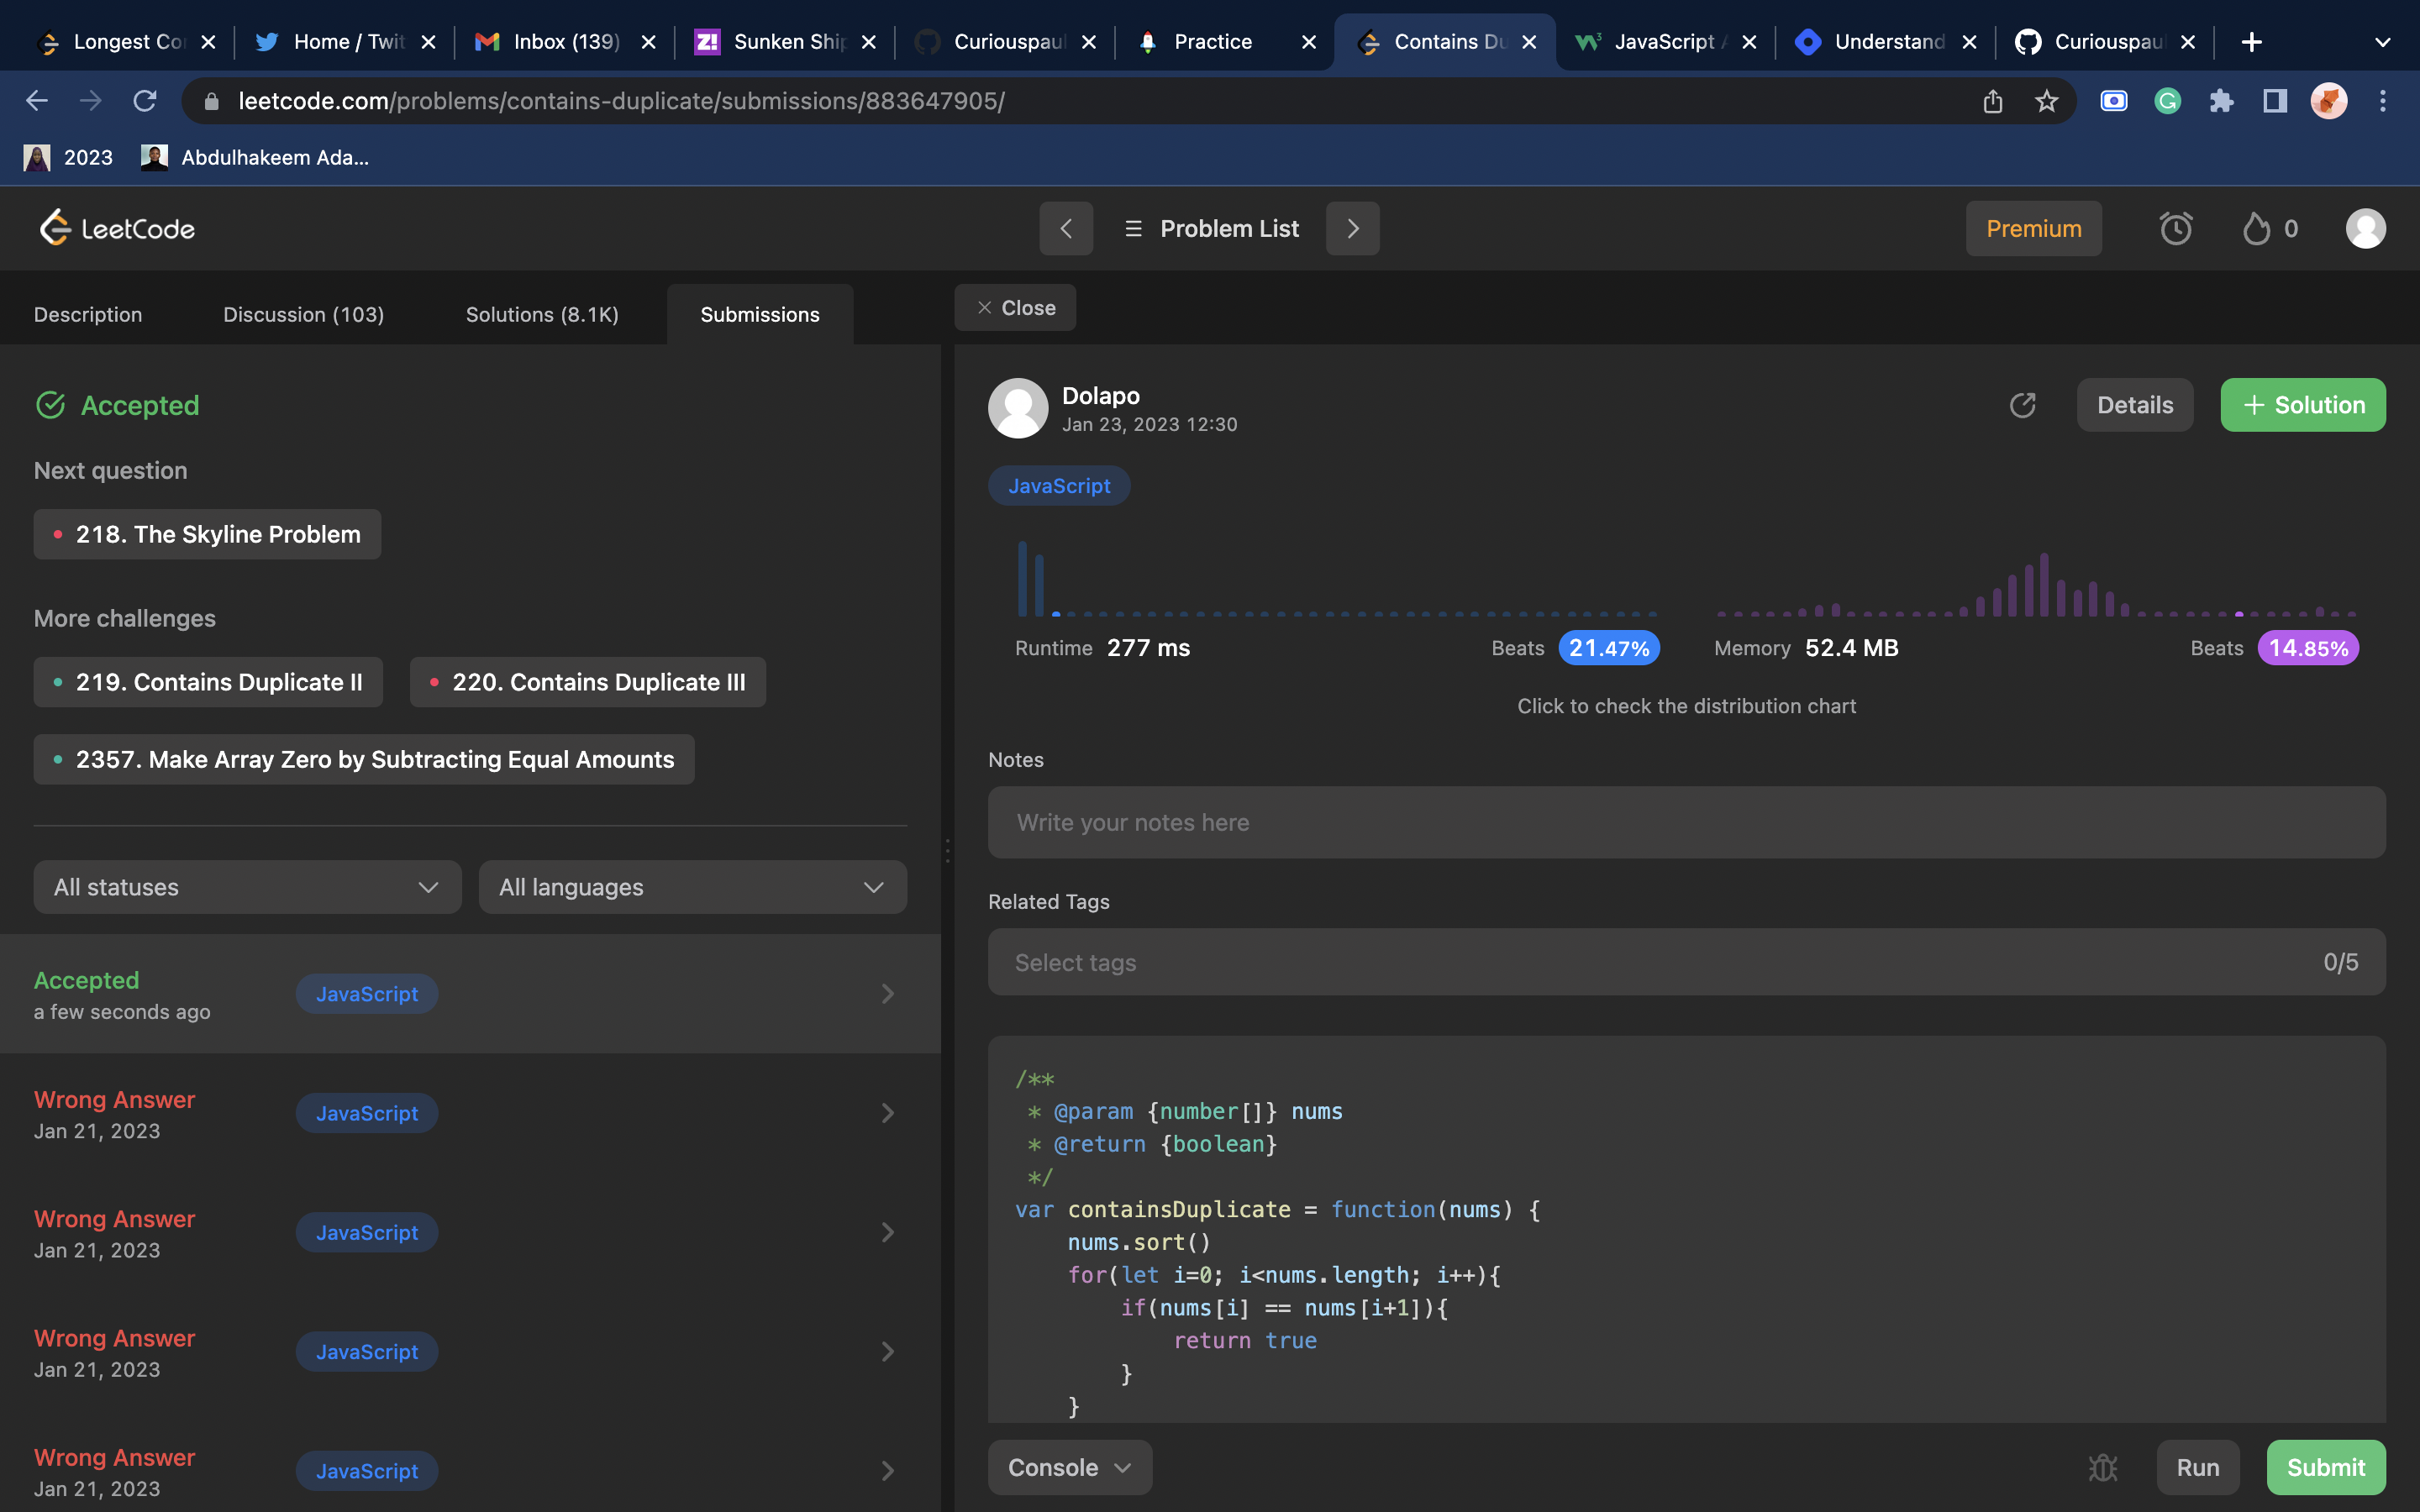 Longest Co
Home / Twit
Inbox (139)
Z!
Sunken Ship
Curiouspaul
Practice
Contains Du
JavaScript
Understand
Curiouspaul
leetcode.com/problems/contains-duplicate/submissions/883647905/
2023
Abdulhakeem Ada...
LeetCode
Problem List
Premium
0
Description
Discussion (103)
Solutions (8.1K)
Submissions
Close
Accepted
Next question
218. The Skyline Problem
More challenges
219. Contains Duplicate II
220. Contains Duplicate III
2357. Make Array Zero by Subtracting Equal Amounts
All statuses
All languages
Accepted
JavaScript
a few seconds ago
Wrong Answer
JavaScript
Jan 21, 2023
Wrong Answer
JavaScript
Jan 21, 2023
Wrong Answer
JavaScript
Jan 21, 2023
Wrong Answer
JavaScript
Jan 21, 2023
Dolapo
Jan 23, 2023 12:30
Details
+ Solution
JavaScript
Runtime 277 ms
Beats 21.47%
Memory 52.4 MB
Beats 14.85%
Click to check the distribution chart
Notes
Write your notes here
Related Tags
Select tags
0/5
/**
 * @param {number[]} nums
 * @return {boolean}
 */
var containsDuplicate = function(nums) {
    nums.sort()
    for(let i=0; i<nums.length; i++){
        if(nums[i] == nums[i+1]){
            return true
        }
    }
Console
Run
Submit